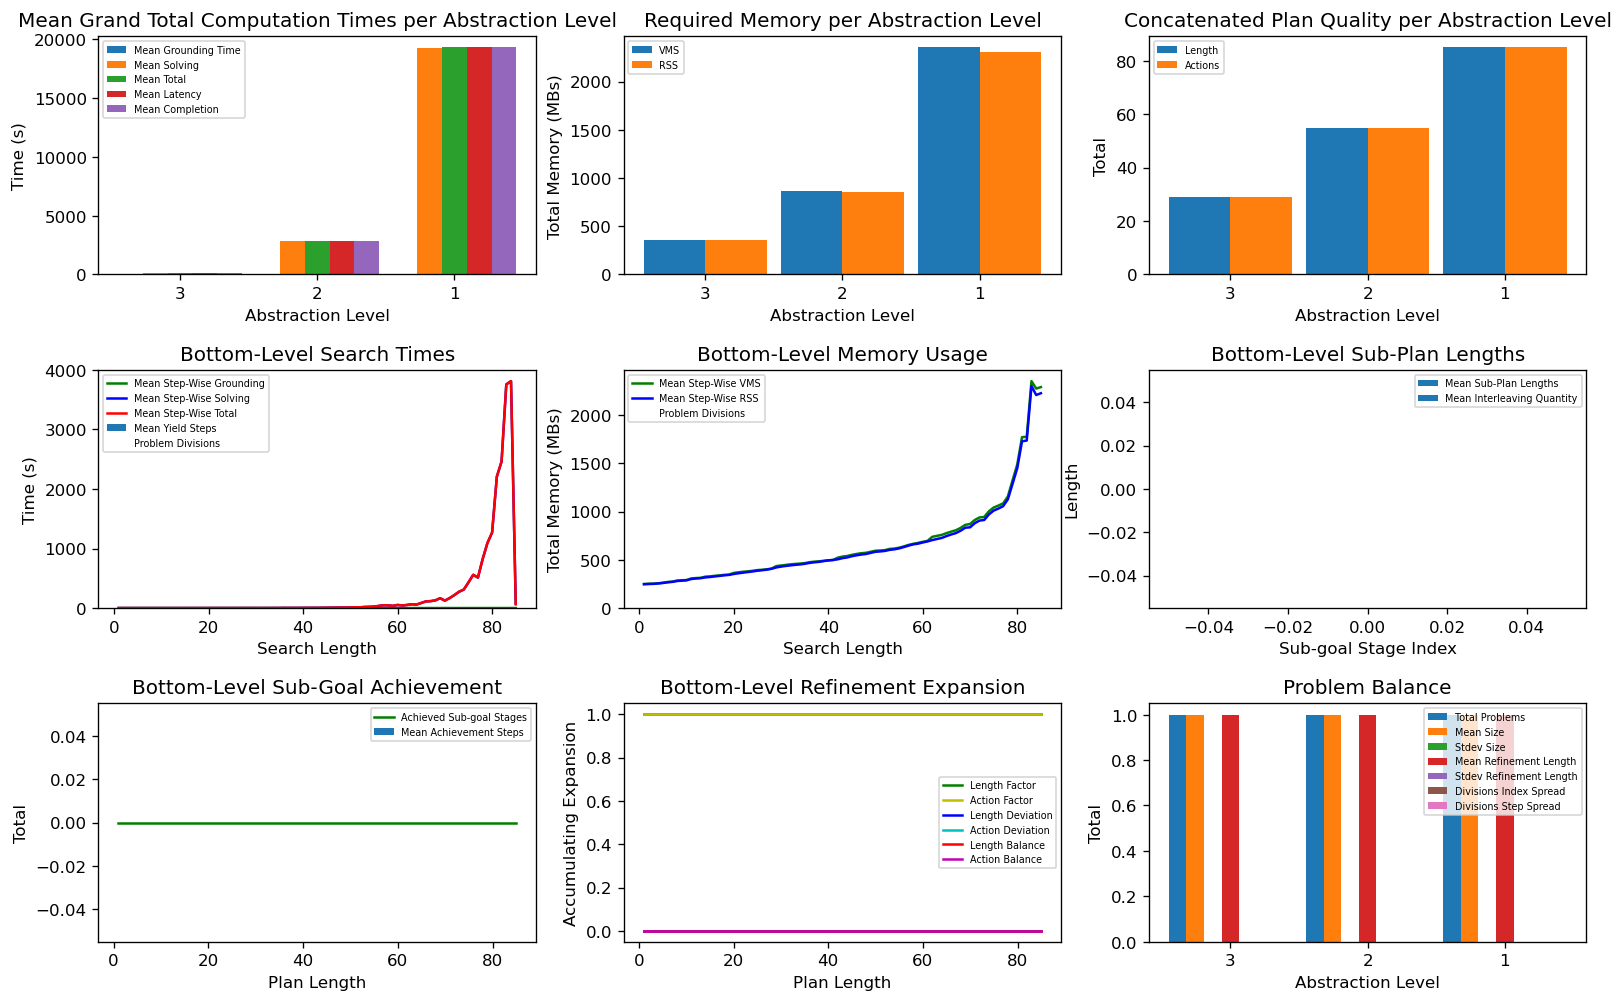 Mean Grand Total Computation Times per Abstraction Level
Time (s)
20000
15000
10000
5000
0
Mean Grounding Time
Mean Solving
Mean Total
Mean Latency
Mean Completion
3 2 1
Abstraction Level
Required Memory per Abstraction Level
Total Memory (MBs)
2000
1500
1000
500
0
VMS
RSS
3 2 1
Abstraction Level
Concatenated Plan Quality per Abstraction Level
Total
80
60
40
20
0
Length
Actions
3 2 1
Abstraction Level
Bottom-Level Search Times
Time (s)
4000
3000
2000
1000
0
Mean Step-Wise Grounding
Mean Step-Wise Solving
Mean Step-Wise Total
Mean Yield Steps
Problem Divisions
0 20 40 60 80
Search Length
Bottom-Level Memory Usage
Total Memory (MBs)
2000
1500
1000
500
0
Mean Step-Wise VMS
Mean Step-Wise RSS
Problem Divisions
0 20 40 60 80
Search Length
Bottom-Level Sub-Plan Lengths
Length
0.04
0.02
0.00
−0.02
−0.04
Mean Sub-Plan Lengths
Mean Interleaving Quantity
−0.04 −0.02 0.00 0.02 0.04
Sub-goal Stage Index
Bottom-Level Sub-Goal Achievement
Total
0.04
0.02
0.00
−0.02
−0.04
Achieved Sub-goal Stages
Mean Achievement Steps
0 20 40 60 80
Plan Length
Bottom-Level Refinement Expansion
Accumulating Expansion
1.0
0.8
0.6
0.4
0.2
0.0
Length Factor
Action Factor
Length Deviation
Action Deviation
Length Balance
Action Balance
0 20 40 60 80
Plan Length
Problem Balance
Total
1.0
0.8
0.6
0.4
0.2
0.0
Total Problems
Mean Size
Stdev Size
Mean Refinement Length
Stdev Refinement Length
Divisions Index Spread
Divisions Step Spread
3 2 1
Abstraction Level